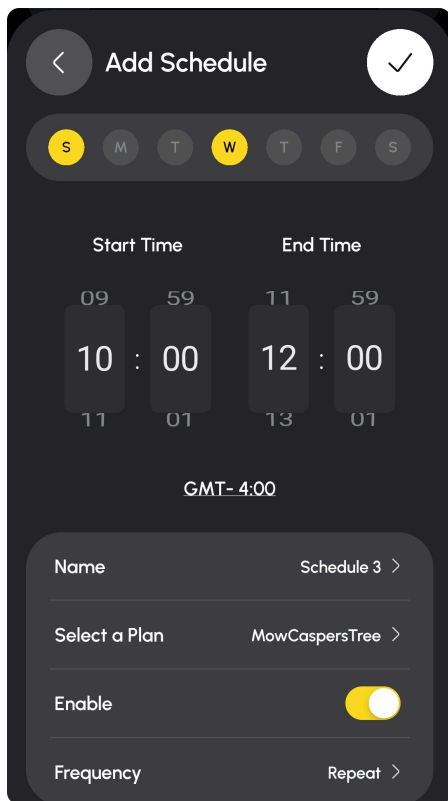 Add Schedule
S M T W T F S
Start Time End Time
09 59 11 59
10 : 00 12 : 00
11 01 13 01
GMT- 4:00
Name Schedule 3
Select a Plan MowCaspersTree
Enable
Frequency Repeat